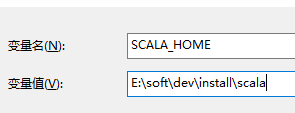 变量名(N): SCALA_HOME
变量值(V): E:\soft\dev\install\scala